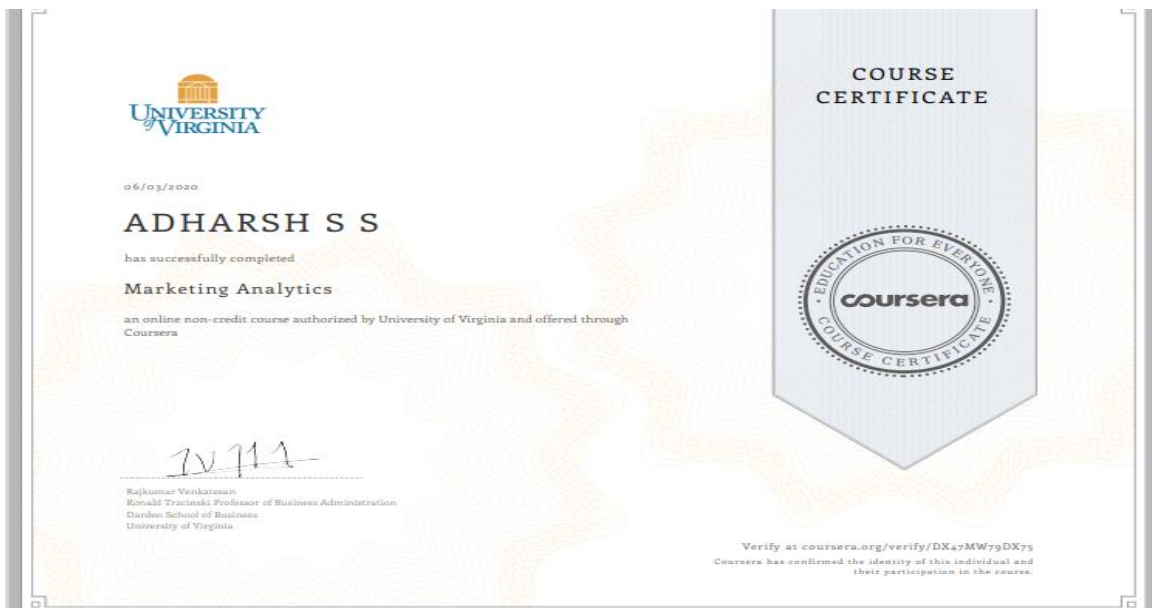 UNIVERSITY
of VIRGINIA
06/03/2020
ADHARSH S S
has successfully completed
Marketing Analytics
an online non-credit course authorized by University of Virginia and offered through
Coursera
Rajkumar Venkatesan
Ronald Trzcinski Professor of Business Administration
Darden School of Business
University of Virginia
COURSE
CERTIFICATE
EDUCATION FOR EVERYONE
coursera
COURSE CERTIFICATE
Verify at coursera.org/verify/DX47MW79DX75
Coursera has confirmed the identity of this individual and
their participation in the course.